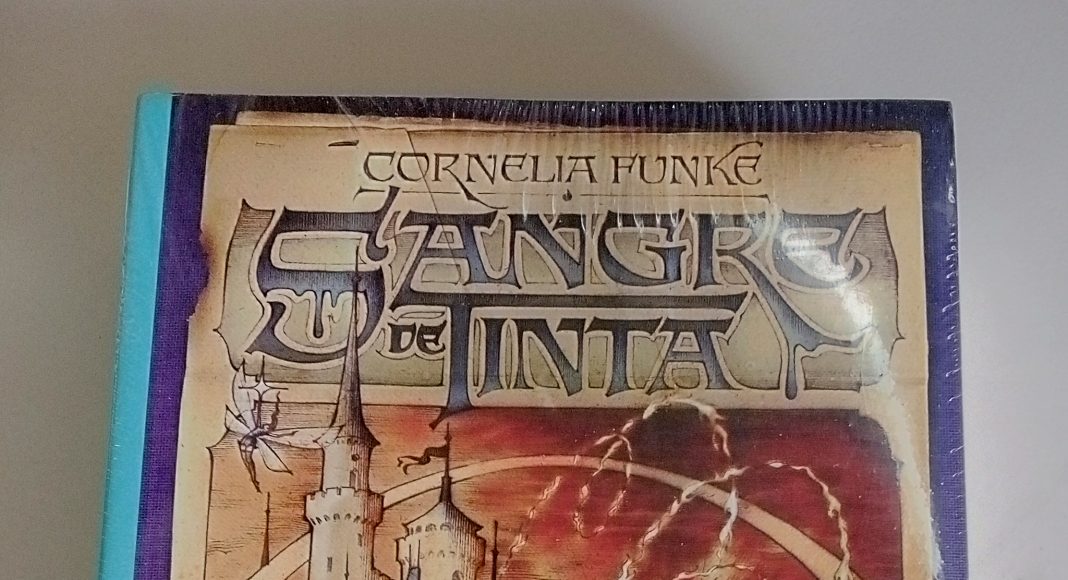 CORNELIA FUNKE
SANGRE
DE TINTA